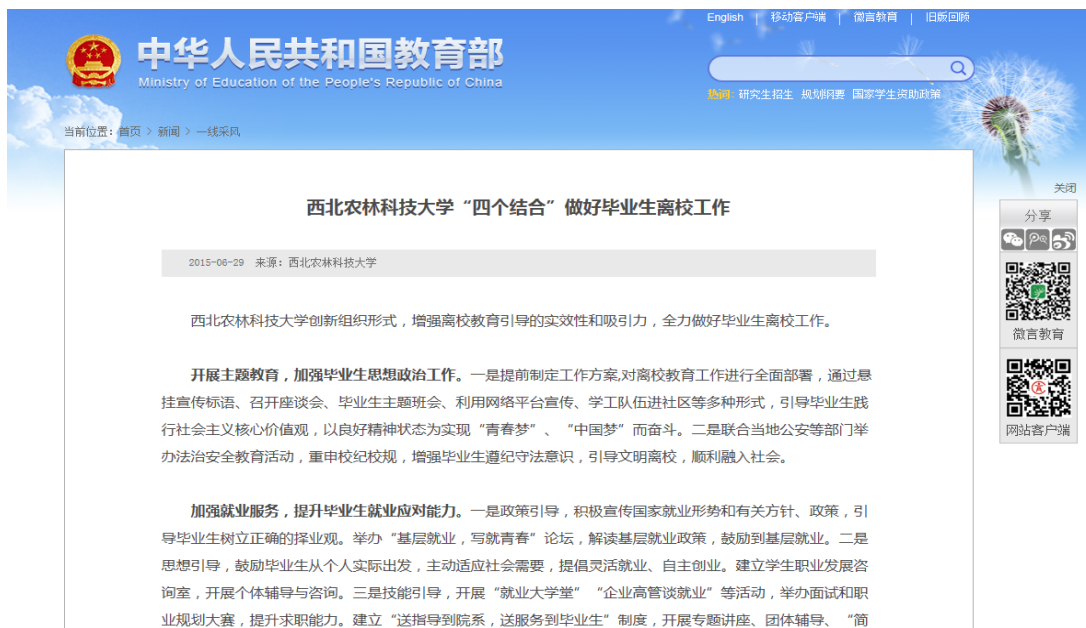 English | 移动客户端 | 微言教育 | 旧版回顾
中华人民共和国教育部
Ministry of Education of the People's Republic of China
热词: 研究生招生 规划纲要 国家学生资助政策
当前位置: 首页 > 新闻 > 一线采风
关闭
西北农林科技大学“四个结合”做好毕业生离校工作
分享
2015-06-29 来源: 西北农林科技大学
西北农林科技大学创新组织形式，增强离校教育引导的实效性和吸引力，全力做好毕业生离校工作。
微言教育
开展主题教育，加强毕业生思想政治工作。一是提前制定工作方案,对离校教育工作进行全面部署，通过悬
挂宣传标语、召开座谈会、毕业生主题班会、利用网络平台宣传、学工队伍进社区等多种形式，引导毕业生践
行社会主义核心价值观，以良好精神状态为实现“青春梦”、“中国梦”而奋斗。二是联合当地公安等部门举
网站客户端
办法治安全教育活动，重申校纪校规，增强毕业生遵纪守法意识，引导文明离校，顺利融入社会。
加强就业服务，提升毕业生就业应对能力。一是政策引导，积极宣传国家就业形势和有关方针、政策，引
导毕业生树立正确的择业观。举办“基层就业，写就青春”论坛，解读基层就业政策，鼓励到基层就业。二是
思想引导，鼓励毕业生从个人实际出发，主动适应社会需要，提倡灵活就业、自主创业。建立学生职业发展咨
询室，开展个体辅导与咨询。三是技能引导，开展“就业大学堂”“企业高管谈就业”等活动，举办面试和职
业规划大赛，提升求职能力。建立“送指导到院系，送服务到毕业生”制度，开展专题讲座、团体辅导、“简